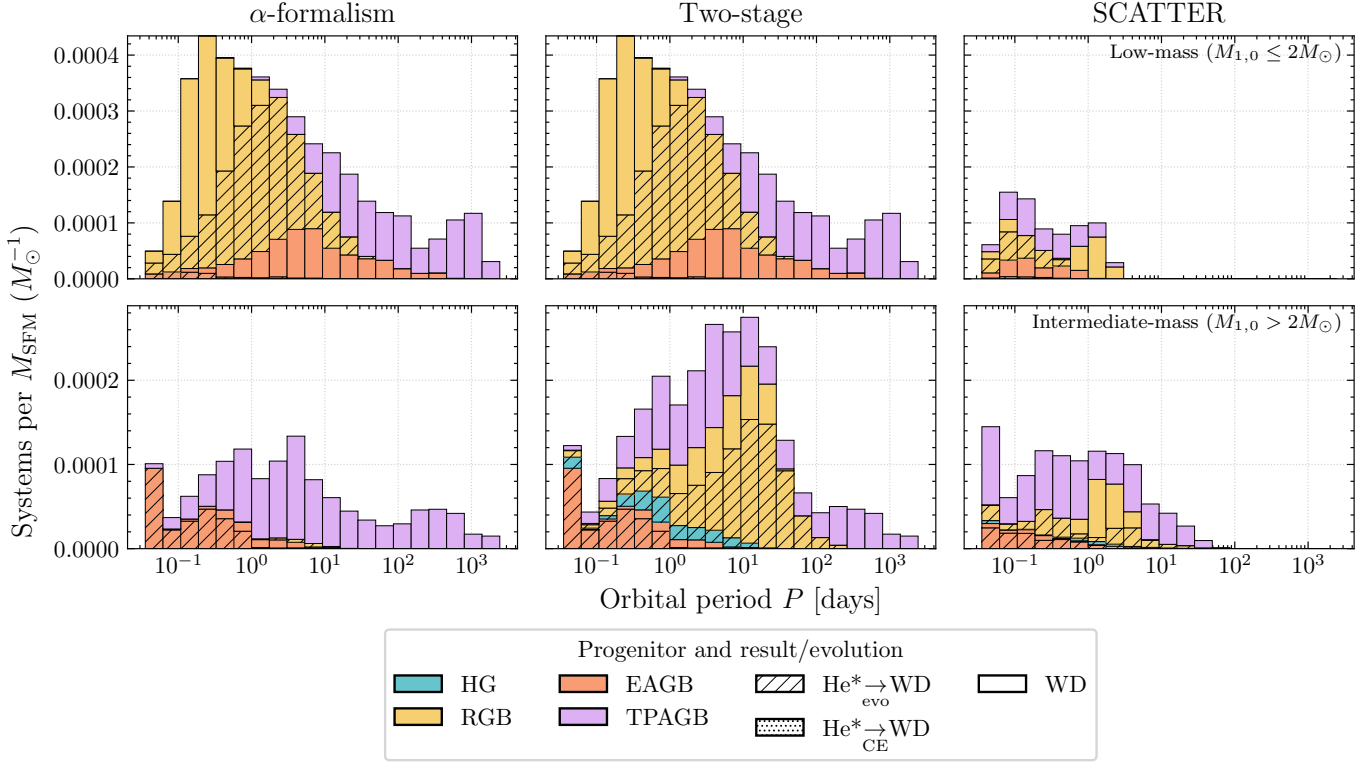 α-formalism
Two-stage
SCATTER
Low-mass (M₁,₀ ≤ 2M⊙)
0.0004
0.0003
0.0002
0.0001
0.0000
Intermediate-mass (M₁,₀ > 2M⊙)
0.0002
0.0001
0.0000
Systems per M_SFM (M⊙⁻¹)
10⁻¹ 10⁰ 10¹ 10² 10³
10⁻¹ 10⁰ 10¹ 10² 10³
10⁻¹ 10⁰ 10¹ 10² 10³
Orbital period P [days]
Progenitor and result/evolution
HG
RGB
EAGB
TPAGB
He*→WD
evo
He*→WD
CE
WD